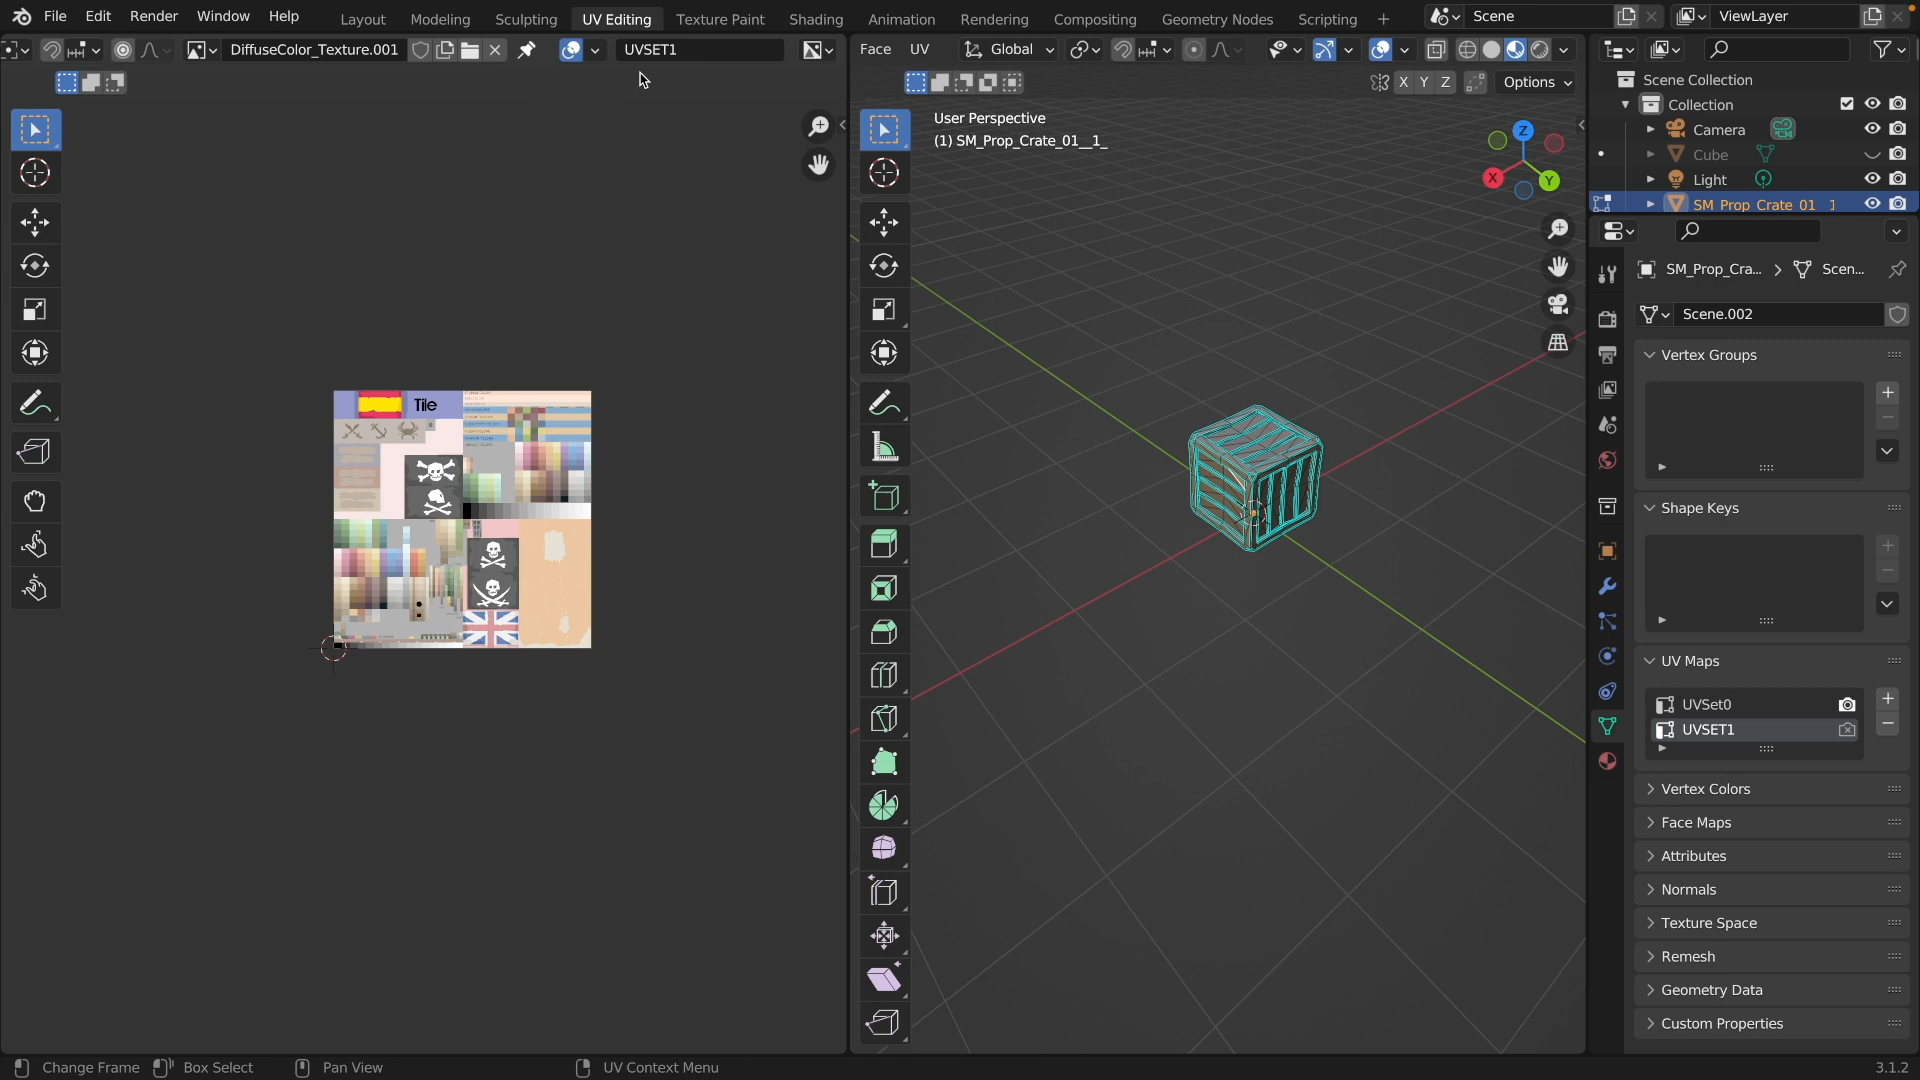 File Edit Render Window Help Layout Modeling Sculpting UV Editing Texture Paint Shading Animation Rendering Compositing Geometry Nodes Scripting + Scene ViewLayer
DiffuseColor_Texture.001 UVSET1 Face UV Global
X Y Z Options
Scene Collection
Collection
Camera
Cube
Light
SM_Prop_Crate_01__1_
User Perspective
(1) SM_Prop_Crate_01__1_
Z
X
Y
SM_Prop_Cra... Scen...
Scene.002
Vertex Groups
Shape Keys
UV Maps
UVSet0
UVSET1
Vertex Colors
Face Maps
Attributes
Normals
Texture Space
Remesh
Geometry Data
Custom Properties
Tile
Change Frame Box Select Pan View UV Context Menu 3.1.2